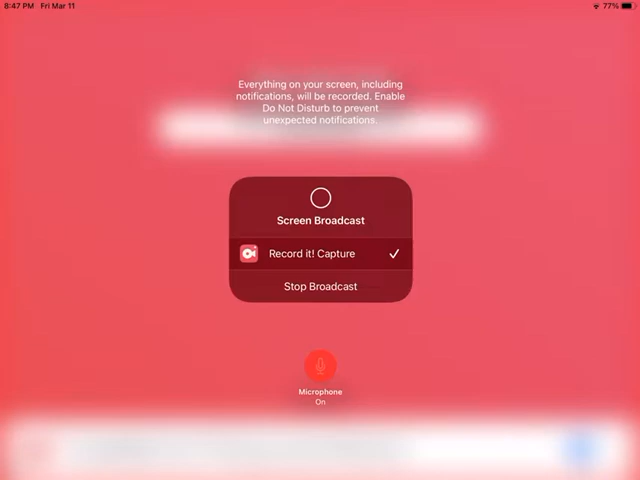 8:47 PM Fri Mar 11
77%
Everything on your screen, including
notifications, will be recorded. Enable
Do Not Disturb to prevent
unexpected notifications.
Screen Broadcast
Record it! Capture
Stop Broadcast
Microphone
On